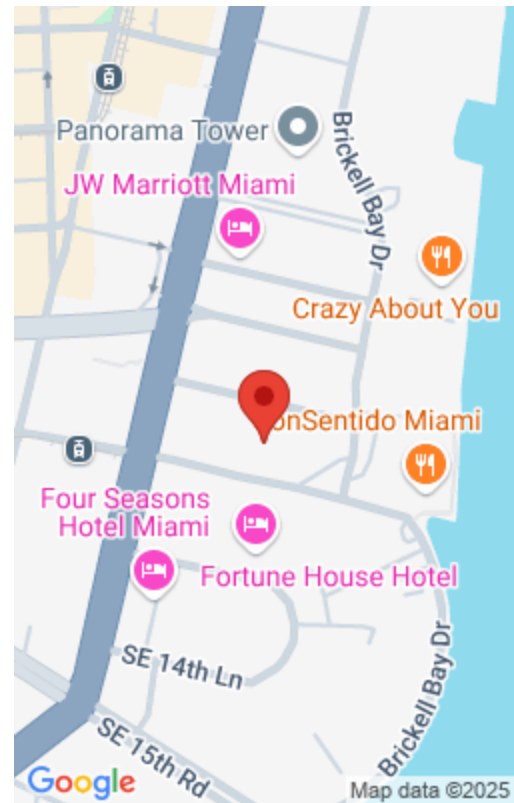 Panorama Tower
Brickell Bay Dr
JW Marriott Miami
Crazy About You
onSentido Miami
Four Seasons
Hotel Miami
Fortune House Hotel
SE 14th Ln
Brickell Bay Dr
SE 15th Rd
Google
Map data ©2025